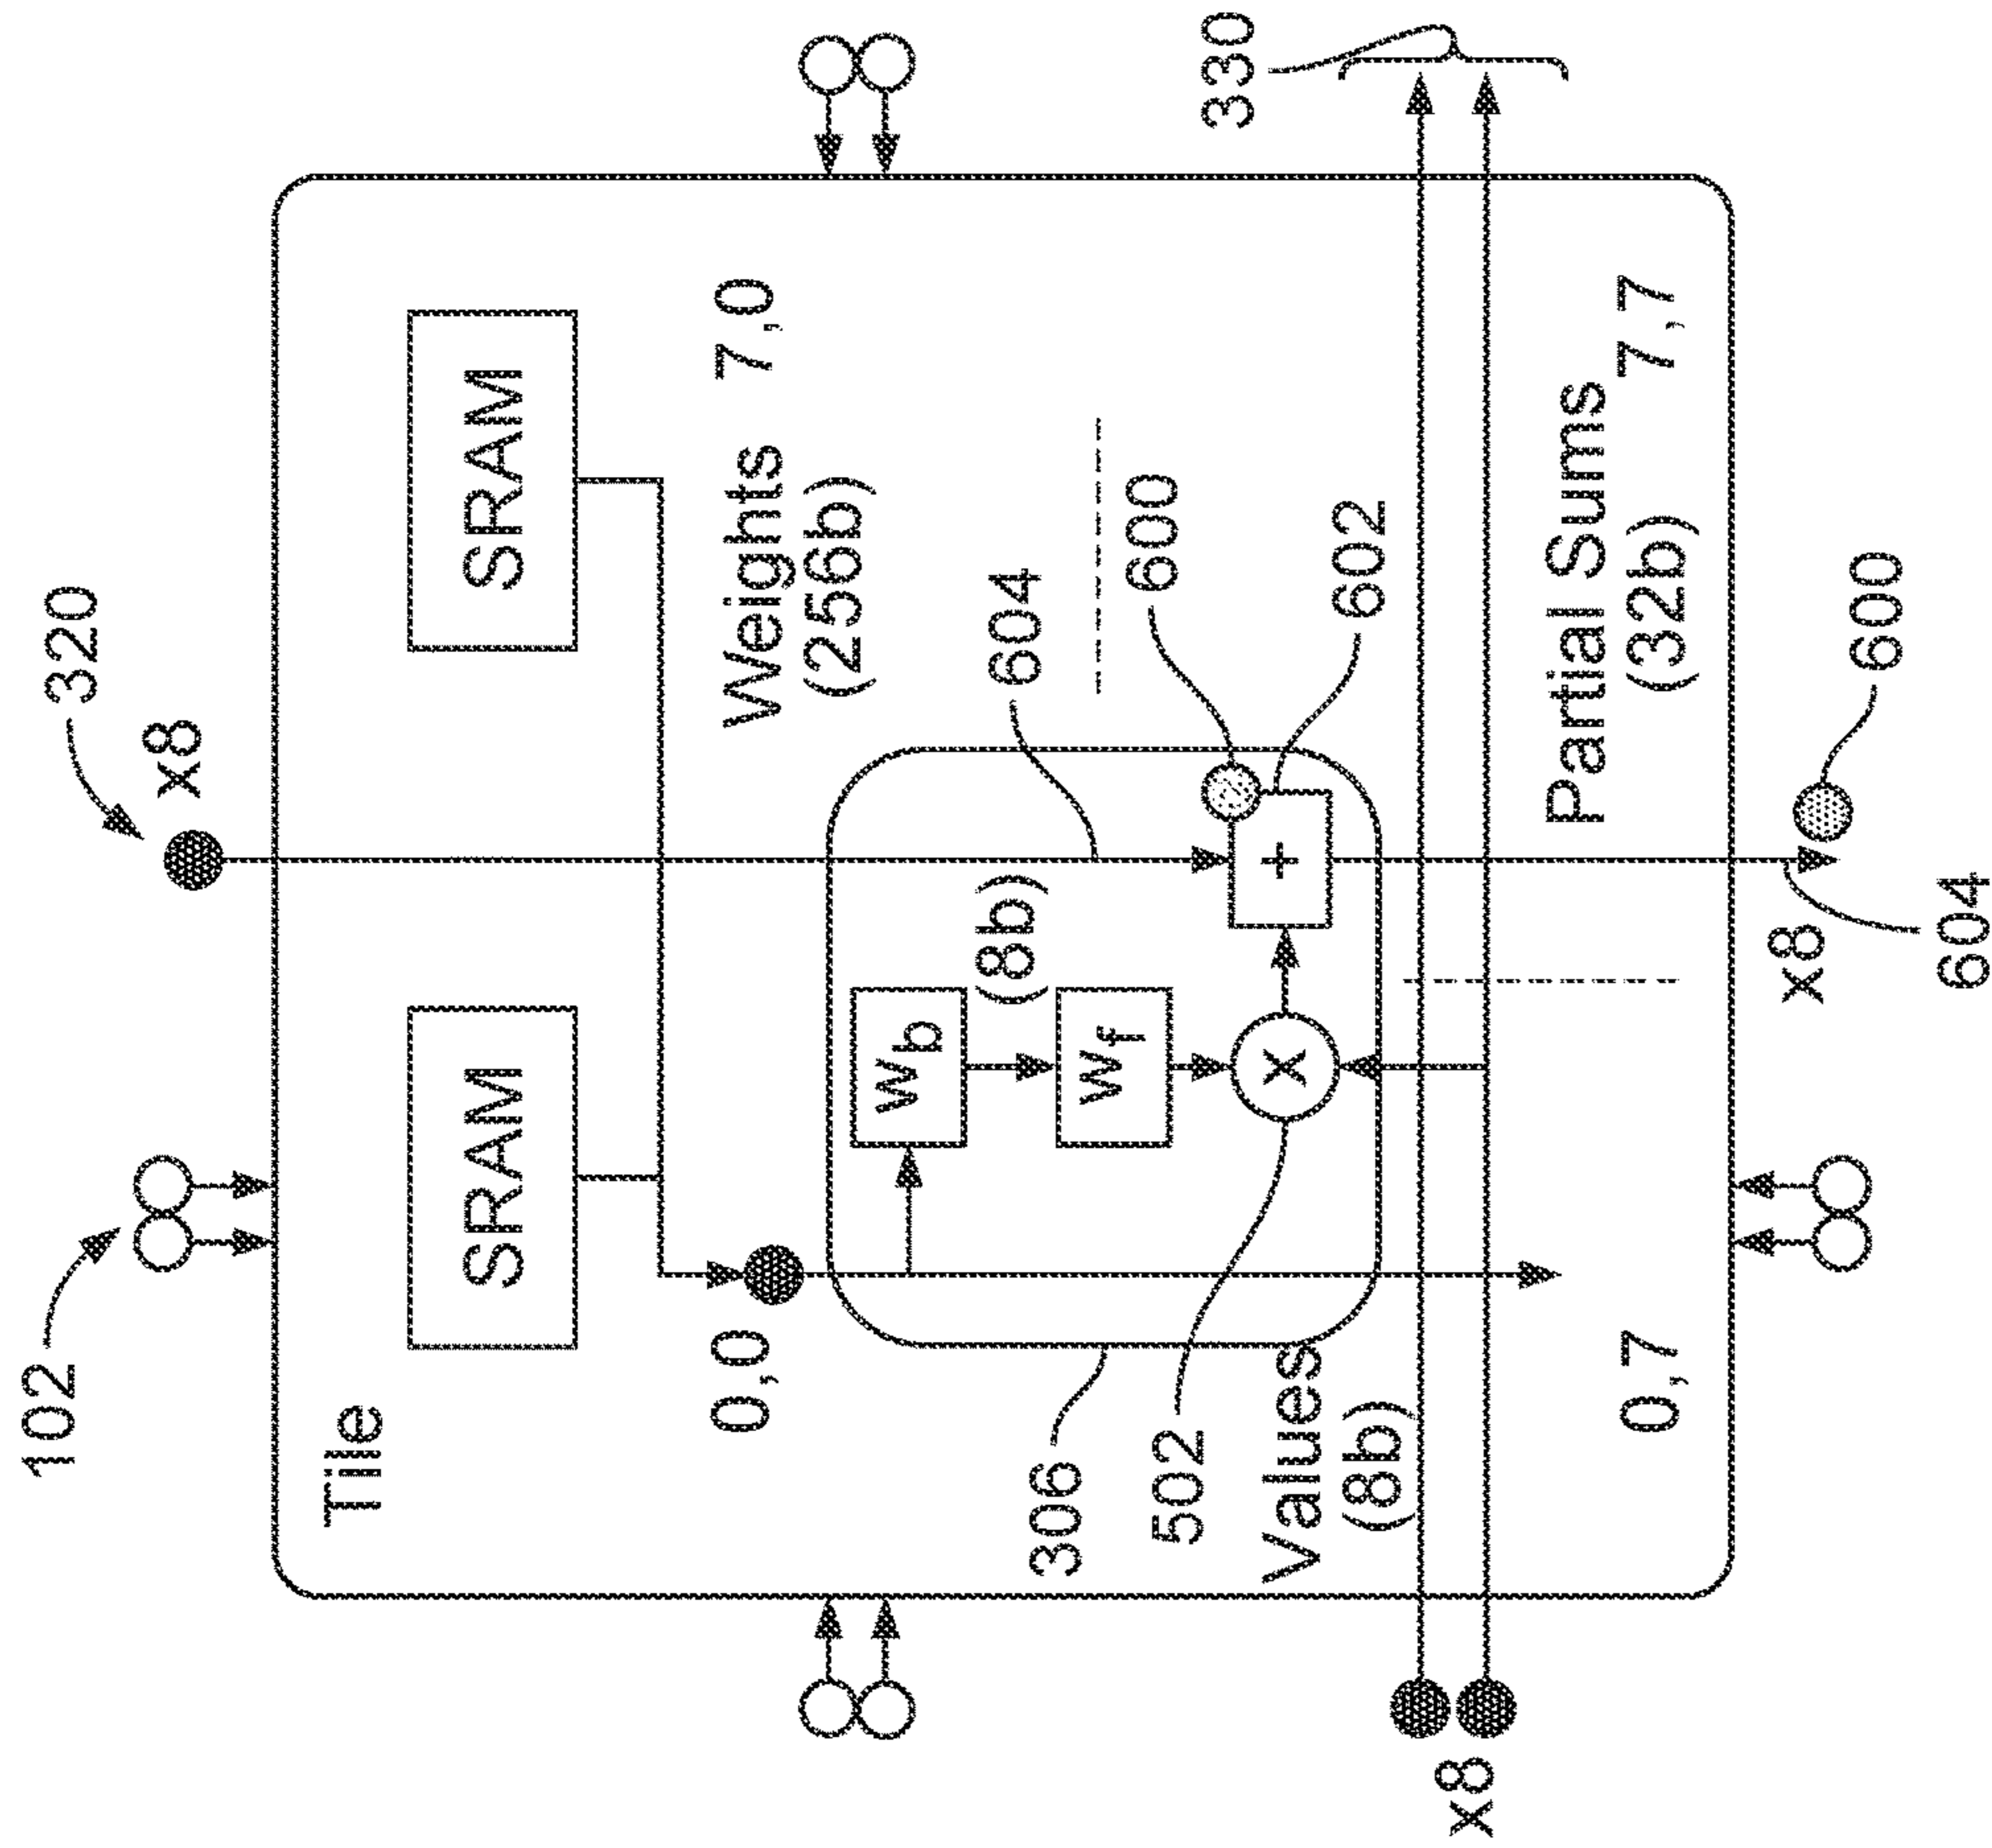 102
320
x8
Tile
SRAM
SRAM
0,0
Weights 7,0
(256b)
Wb
(8b)
604
306
Wf
600
502
330
Values
(8b)
X
+
602
x8
Partial Sums
(32b)
0,7
7,7
x8
600
604